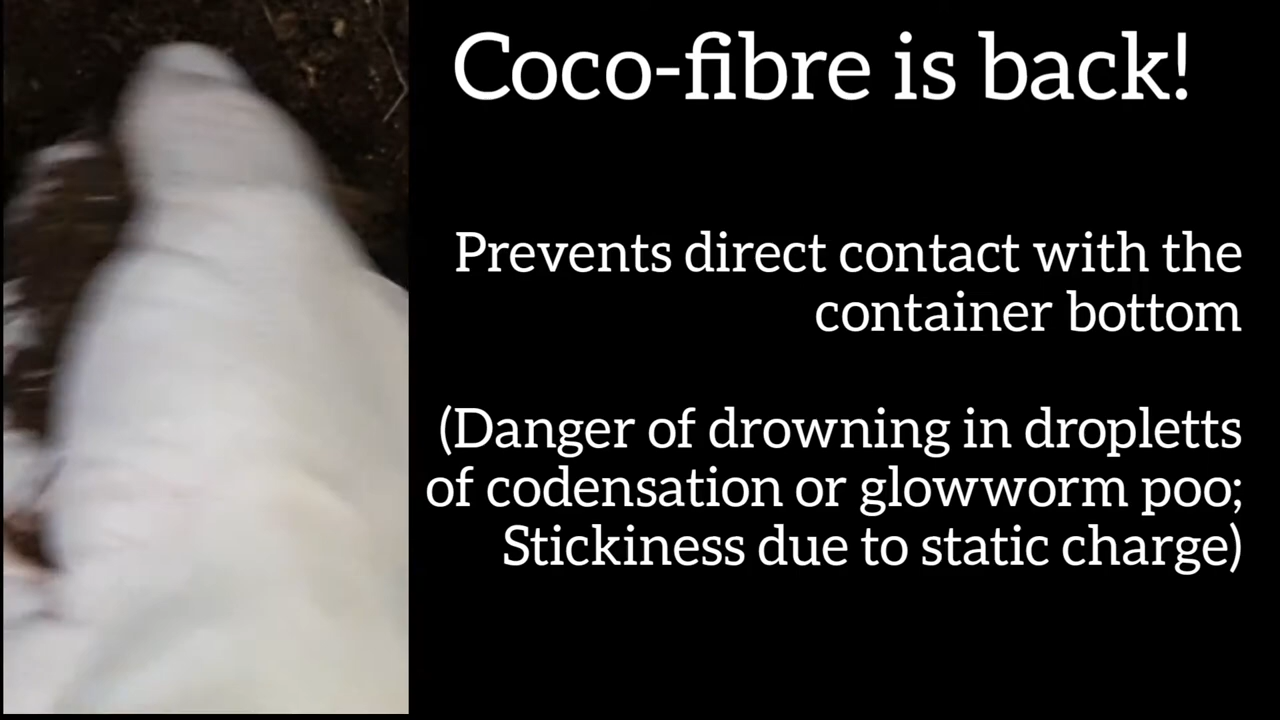 Coco-fibre is back!
Prevents direct contact with the
container bottom
(Danger of drowning in dropletts
of codensation or glowworm poo;
Stickiness due to static charge)